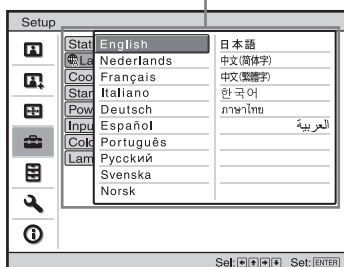 Setup
Stat
La
Coo
Star
Pow
Inpu
Colo
Lam
English
Nederlands
Français
Italiano
Deutsch
Español
Português
Русский
Svenska
Norsk
日本語
中文(简体字)
中文(繁體字)
한국어
ภาษาไทย
العربية
Sel: Set: ENTER